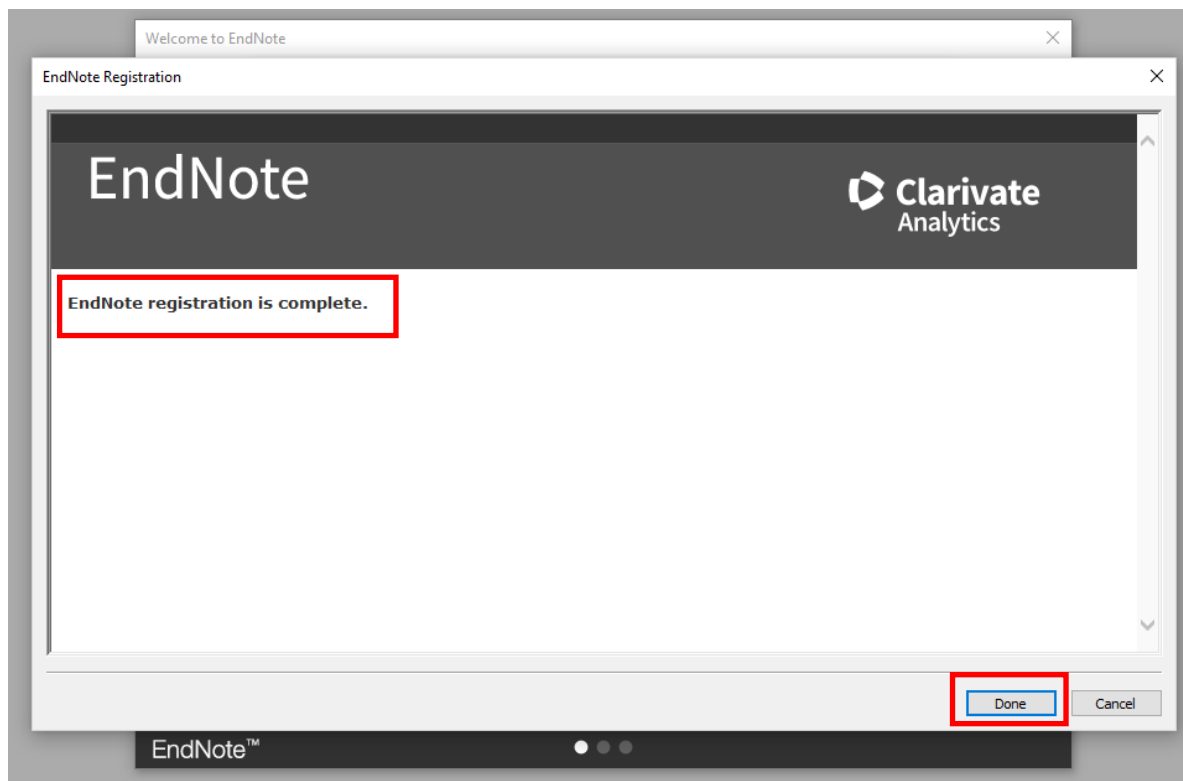 Welcome to EndNote
EndNote Registration
EndNote
Clarivate
Analytics
EndNote registration is complete.
Done
Cancel
EndNote™